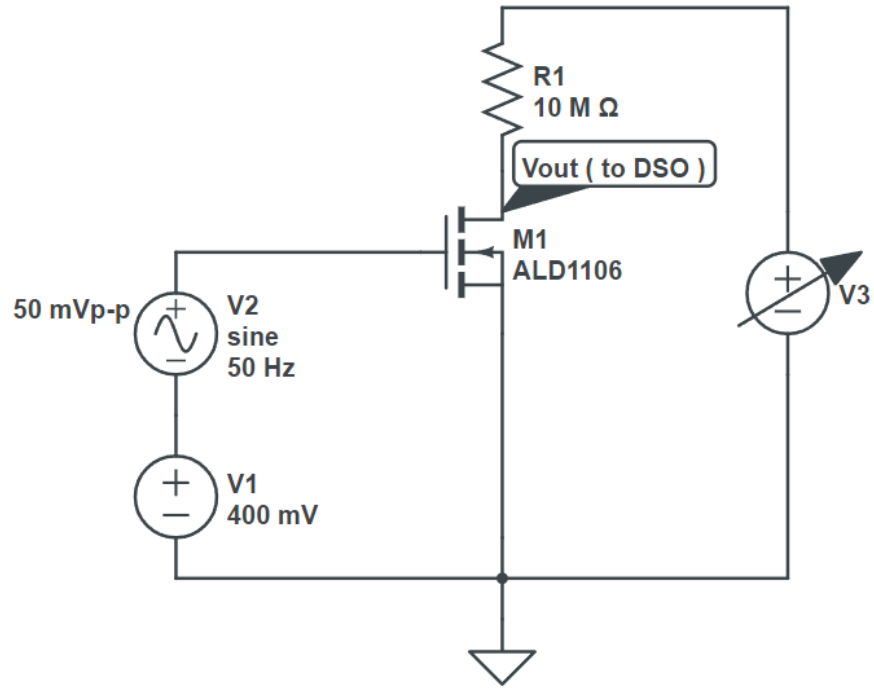 R1
10 M Ω
Vout ( to DSO )
M1
ALD1106
50 mVp-p
V2
sine
50 Hz
V3
V1
400 mV